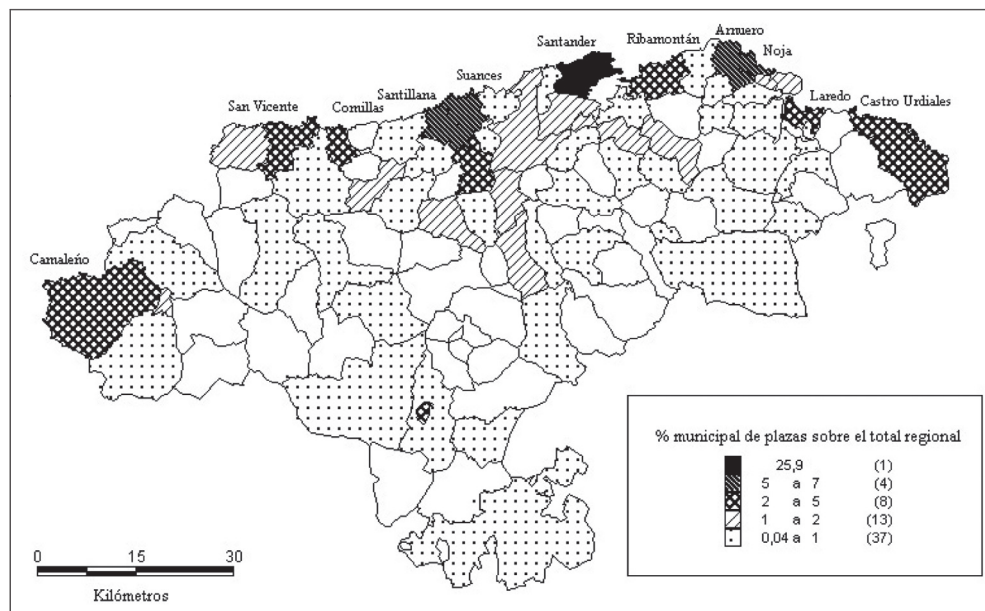 Arnuero
Santander
Ribamontán
Noja
Suances
Santillana
San Vicente
Comillas
Laredo
Castro Urdiales
Camaleño
% municipal de plazas sobre el total regional
25,9 (1)
5 a 7 (4)
2 a 5 (8)
1 a 2 (13)
0,04 a 1 (37)
0 15 30
Kilómetros